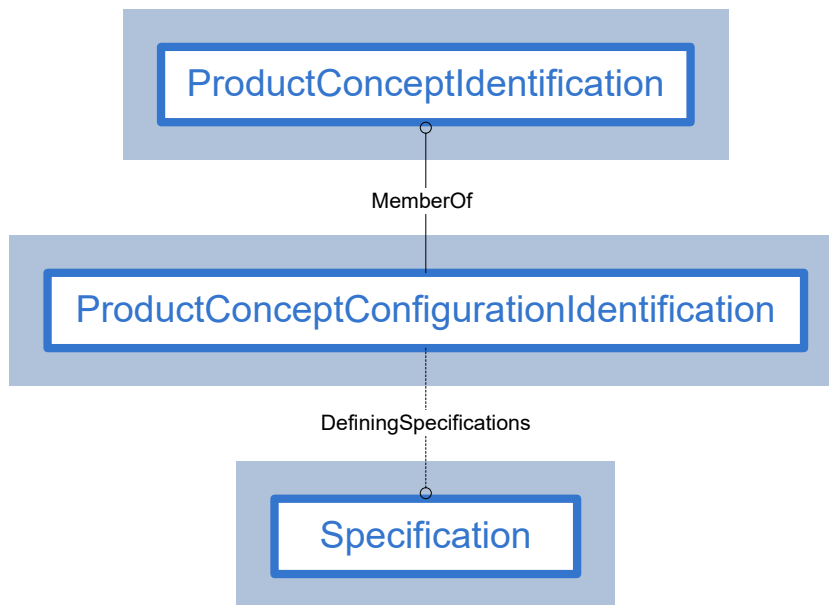 ProductConceptIdentification
MemberOf
ProductConceptConfigurationIdentification
DefiningSpecifications
Specification